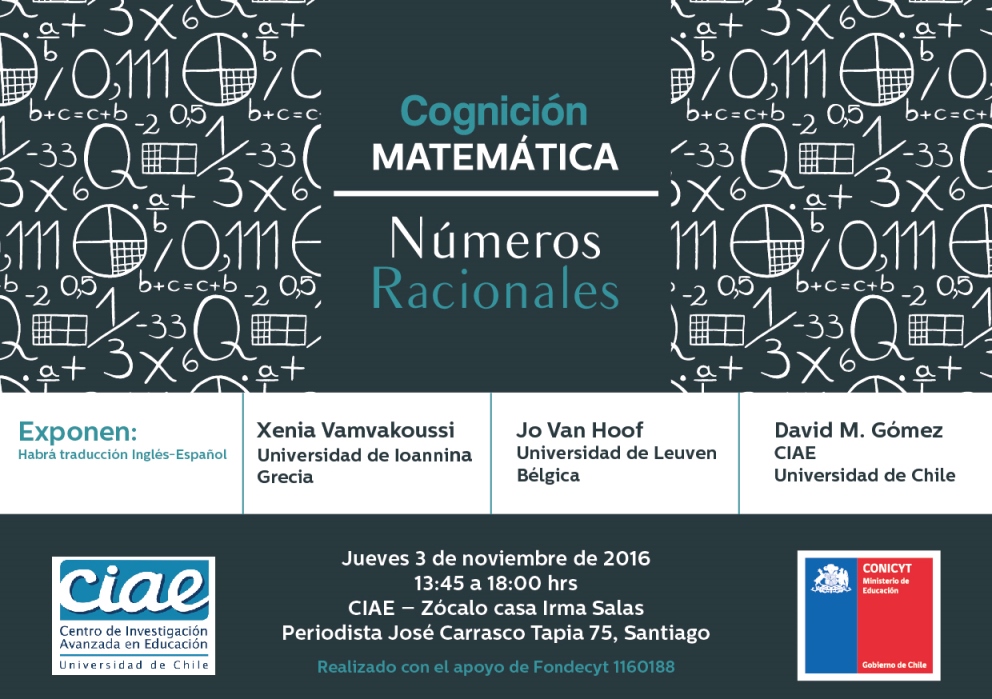 Cognición
MATEMÁTICA
Números
Racionales
Exponen:
Habrá traducción Inglés-Español
Xenia Vamvakoussi
Universidad de Ioannina
Grecia
Jo Van Hoof
Universidad de Leuven
Bélgica
David M. Gómez
CIAE
Universidad de Chile
Jueves 3 de noviembre de 2016
13:45 a 18:00 hrs
CIAE – Zócalo casa Irma Salas
Periodista José Carrasco Tapia 75, Santiago
Realizado con el apoyo de Fondecyt 1160188
ciae
Centro de Investigación
Avanzada en Educación
Universidad de Chile
CONICYT
Ministerio de
Educación
Gobierno de Chile